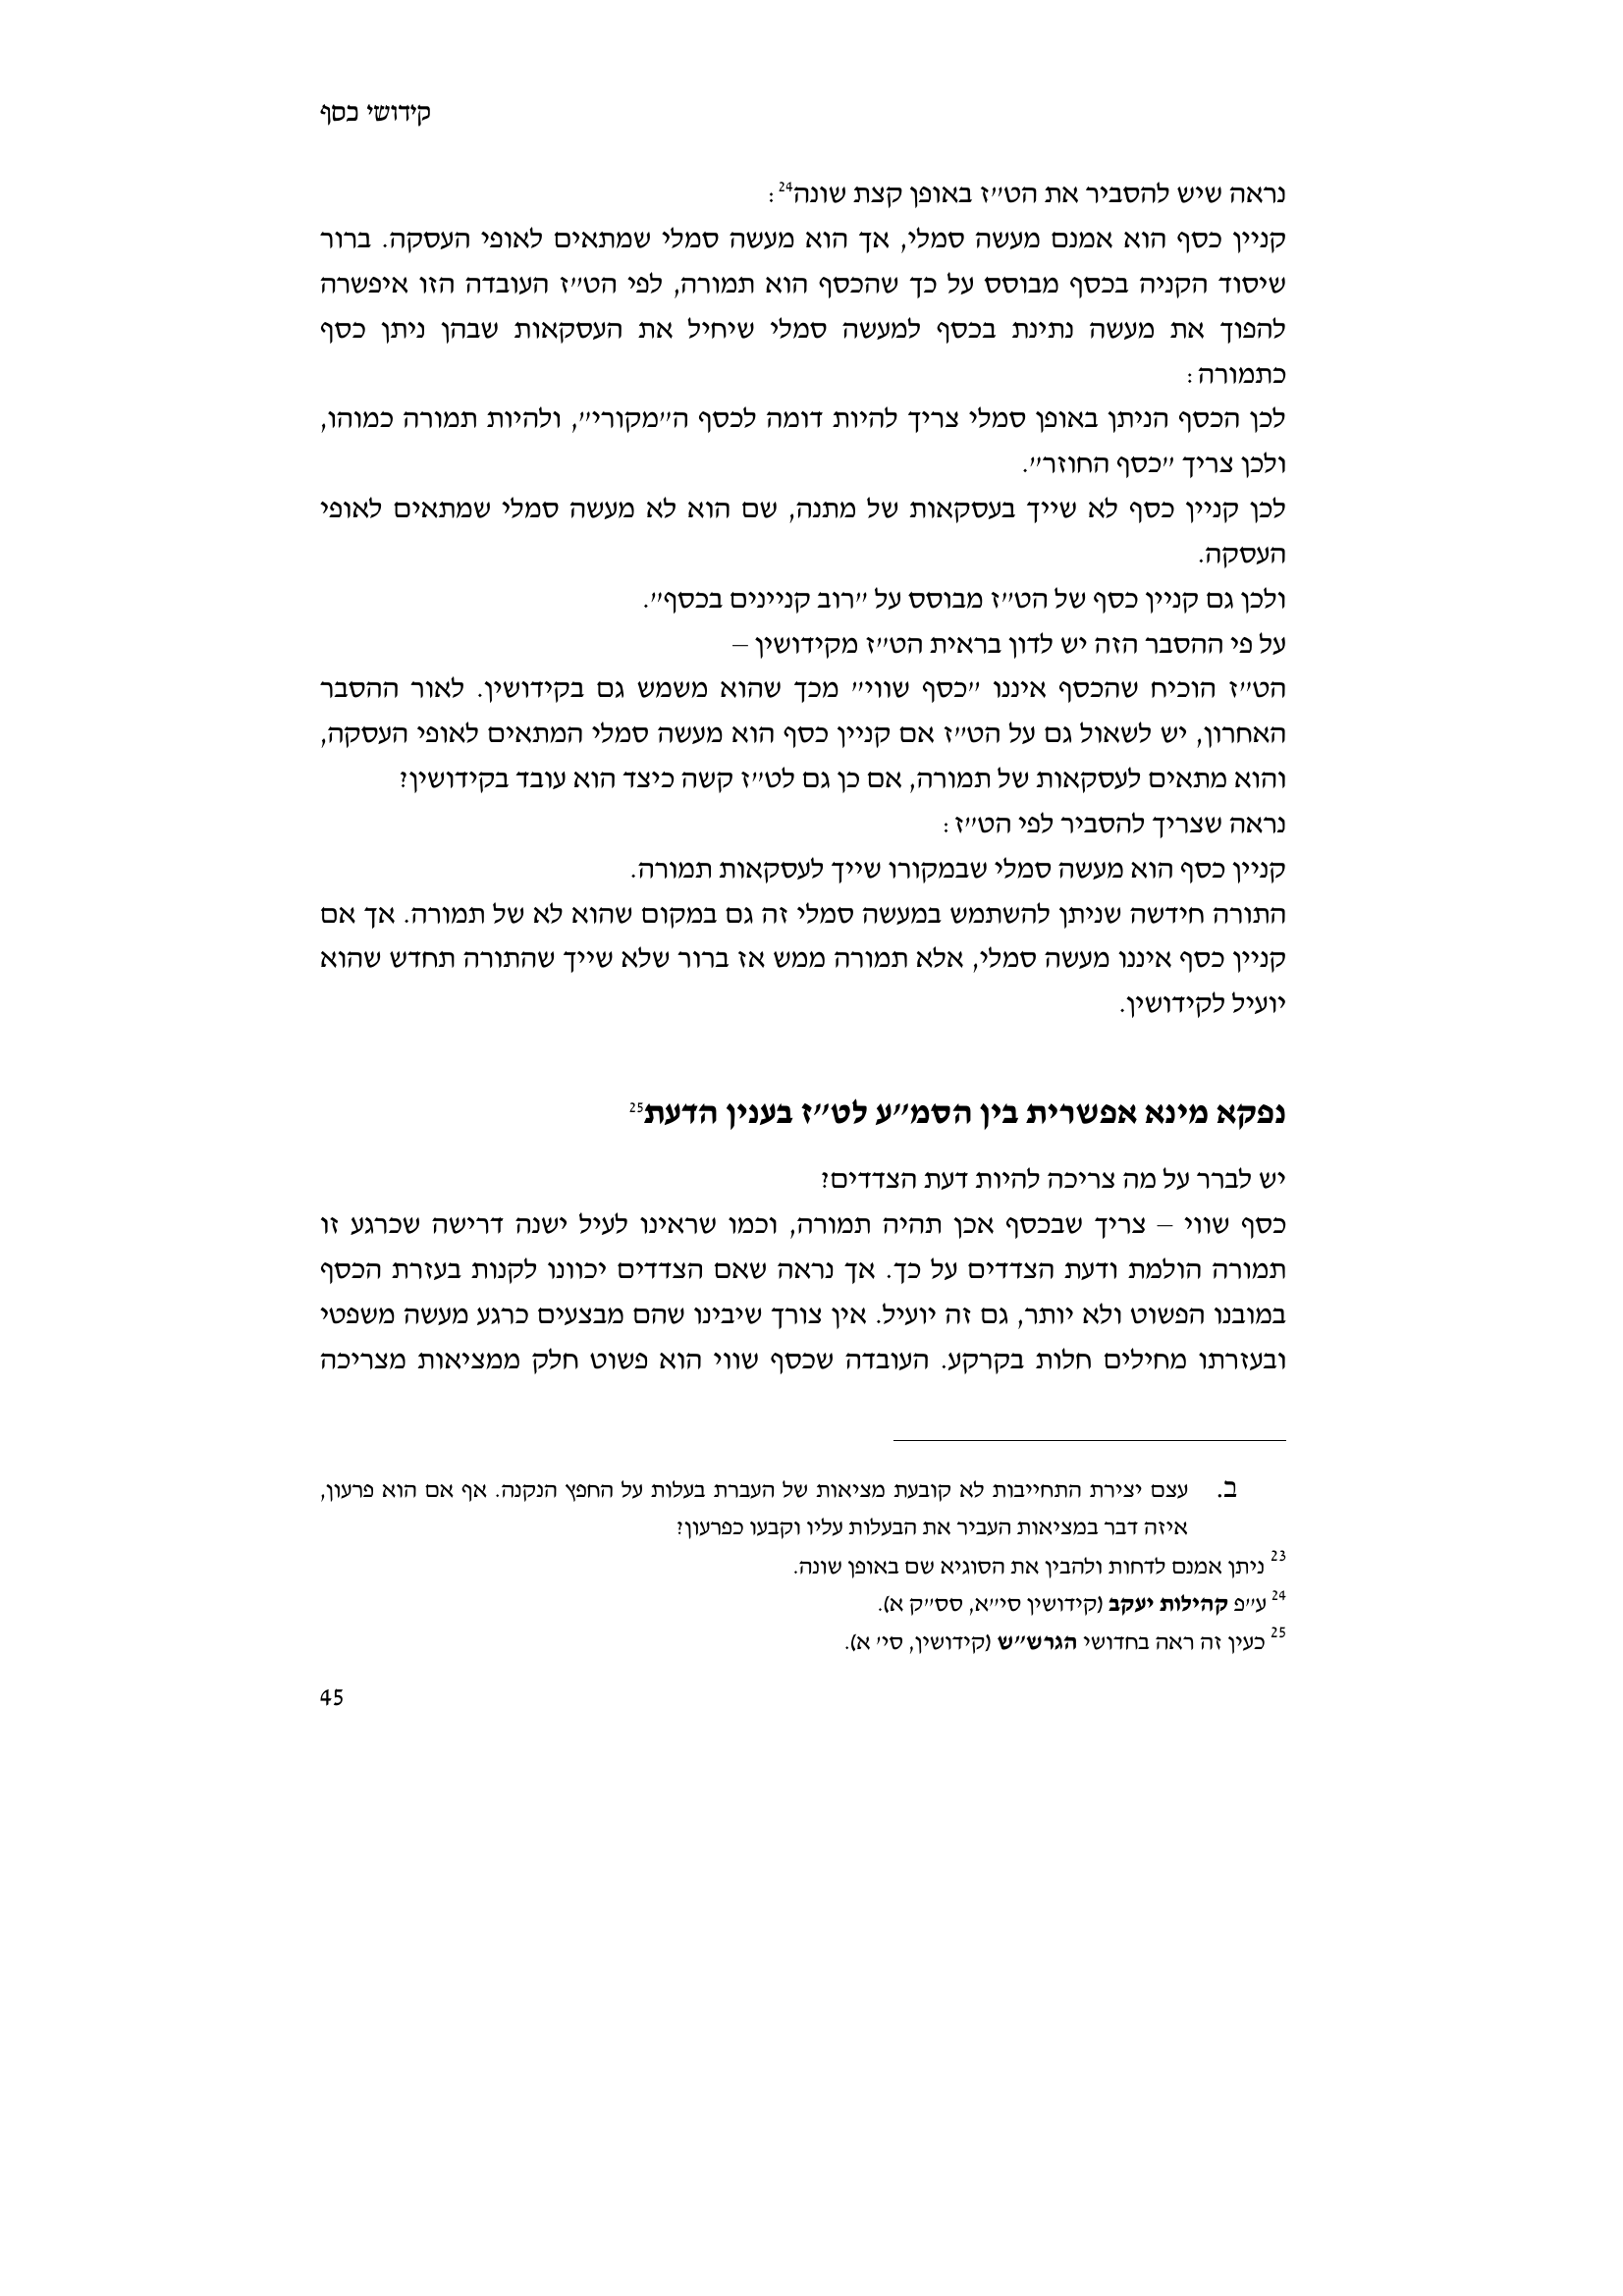 קידושי כסף
נראה שיש להסביר את הט״ז באופן קצת שונה24:
קניין כסף הוא אמנם מעשה סמלי, אך הוא מעשה סמלי שמתאים לאופי העסקה. ברור
שיסוד הקניה בכסף מבוסס על כך שהכסף הוא תמורה, לפי הט״ז העובדה הזו איפשרה
להפוך את מעשה נתינת בכסף למעשה סמלי שיחיל את העסקאות שבהן ניתן כסף
כתמורה:
לכן הכסף הניתן באופן סמלי צריך להיות דומה לכסף ה״מקורי״, ולהיות תמורה כמוהו,
ולכן צריך ״כסף החוזר״.
לכן קניין כסף לא שייך בעסקאות של מתנה, שם הוא לא מעשה סמלי שמתאים לאופי
העסקה.
ולכן גם קניין כסף של הט״ז מבוסס על ״רוב קניינים בכסף״.
על פי ההסבר הזה יש לדון בראית הט״ז מקידושין –
הט״ז הוכיח שהכסף איננו ״כסף שווי״ מכך שהוא משמש גם בקידושין. לאור ההסבר
האחרון, יש לשאול גם על הט״ז אם קניין כסף הוא מעשה סמלי המתאים לאופי העסקה,
והוא מתאים לעסקאות של תמורה, אם כן גם לט״ז קשה כיצד הוא עובד בקידושין?
נראה שצריך להסביר לפי הט״ז:
קניין כסף הוא מעשה סמלי שבמקורו שייך לעסקאות תמורה.
התורה חידשה שניתן להשתמש במעשה סמלי זה גם במקום שהוא לא של תמורה. אך אם
קניין כסף איננו מעשה סמלי, אלא תמורה ממש אז ברור שלא שייך שהתורה תחדש שהוא
יועיל לקידושין.
נפקא מינא אפשרית בין הסמ״ע לט״ז בענין הדעת25
יש לברר על מה צריכה להיות דעת הצדדים?
כסף שווי – צריך שבכסף אכן תהיה תמורה, וכמו שראינו לעיל ישנה דרישה שכרגע זו
תמורה הולמת ודעת הצדדים על כך. אך נראה שאם הצדדים יכוונו לקנות בעזרת הכסף
במובנו הפשוט ולא יותר, גם זה יועיל. אין צורך שיבינו שהם מבצעים כרגע מעשה משפטי
ובעזרתו מחילים חלות בקרקע. העובדה שכסף שווי הוא פשוט חלק ממציאות מצריכה
ב. עצם יצירת התחייבות לא קובעת מציאות של העברת בעלות על החפץ הנקנה. אף אם הוא פרעון,
איזה דבר במציאות העביר את הבעלות עליו וקבעו כפרעון?
23 ניתן אמנם לדחות ולהבין את הסוגיא שם באופן שונה.
24 ע״פ קהילות יעקב (קידושין סי״א, סס״ק א).
25 כעין זה ראה בחדושי הגרש״ש (קידושין, סי׳ א).
45